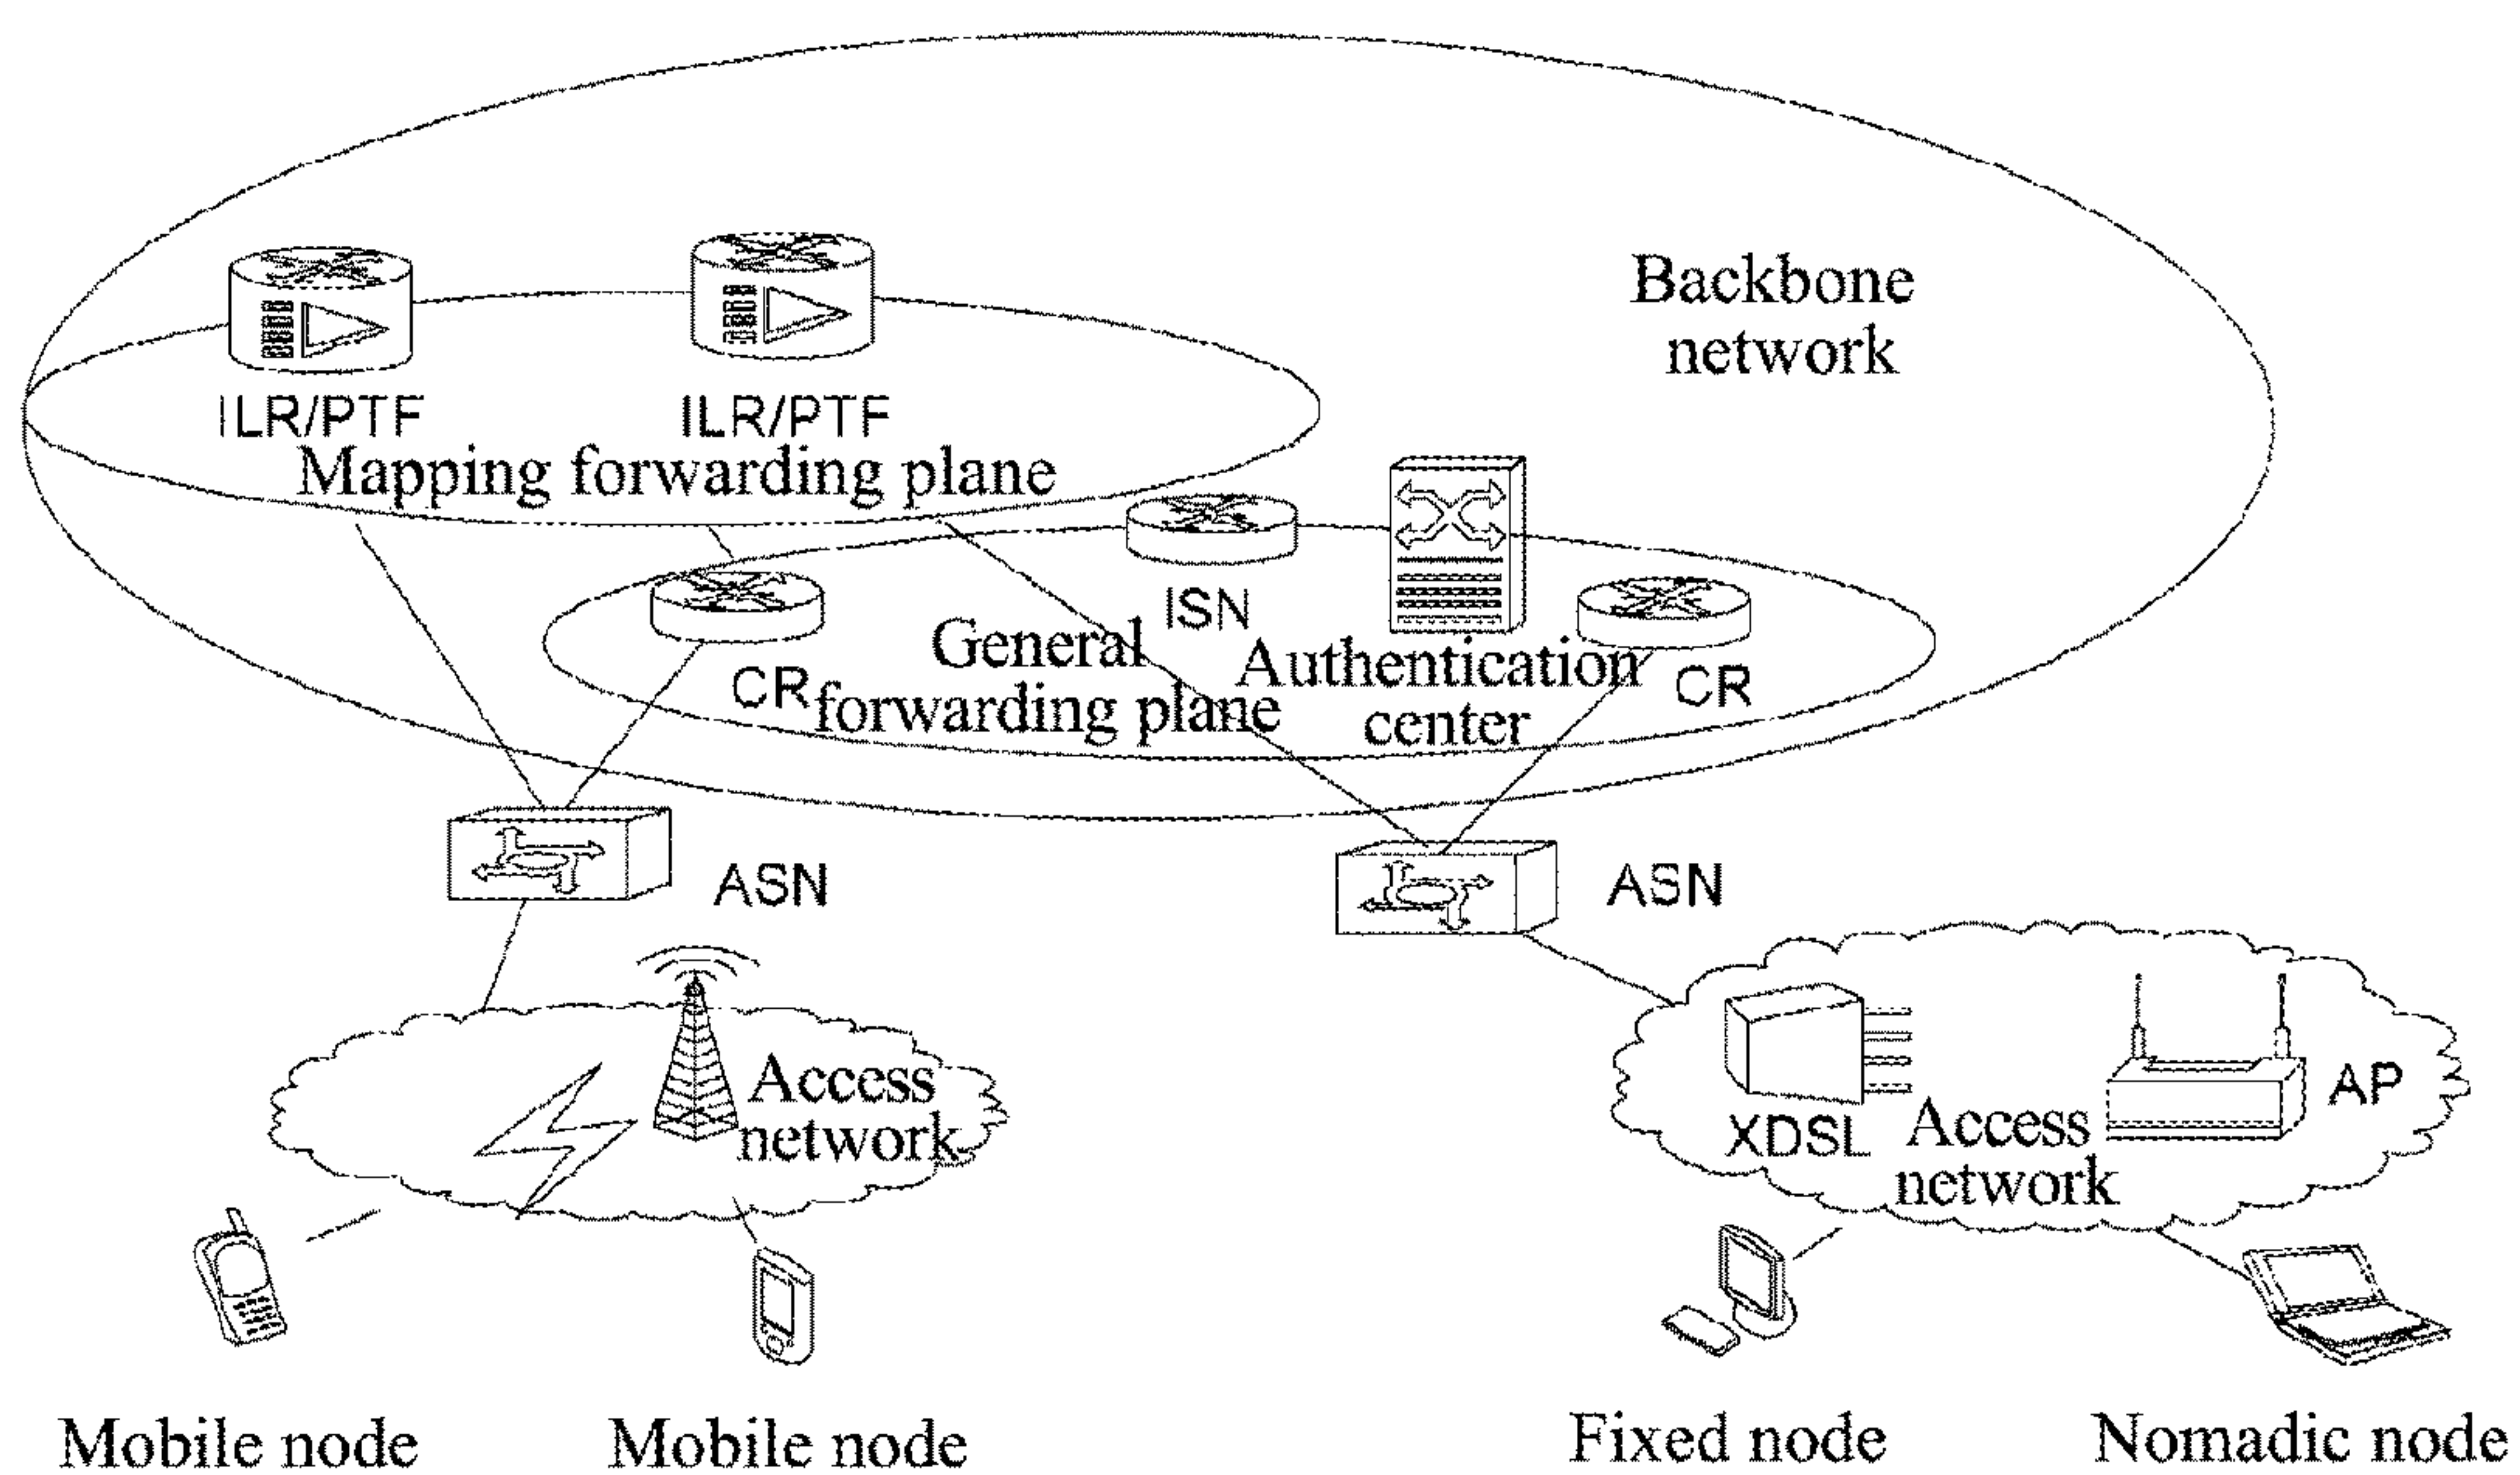 Backbone
network
ILR/PTF
ILR/PTF
Mapping forwarding plane
ISN
General
forwarding plane
Authentication
center
CR
CR
ASN
ASN
Access
network
XDSL
Access
network
AP
Mobile node
Mobile node
Fixed node
Nomadic node